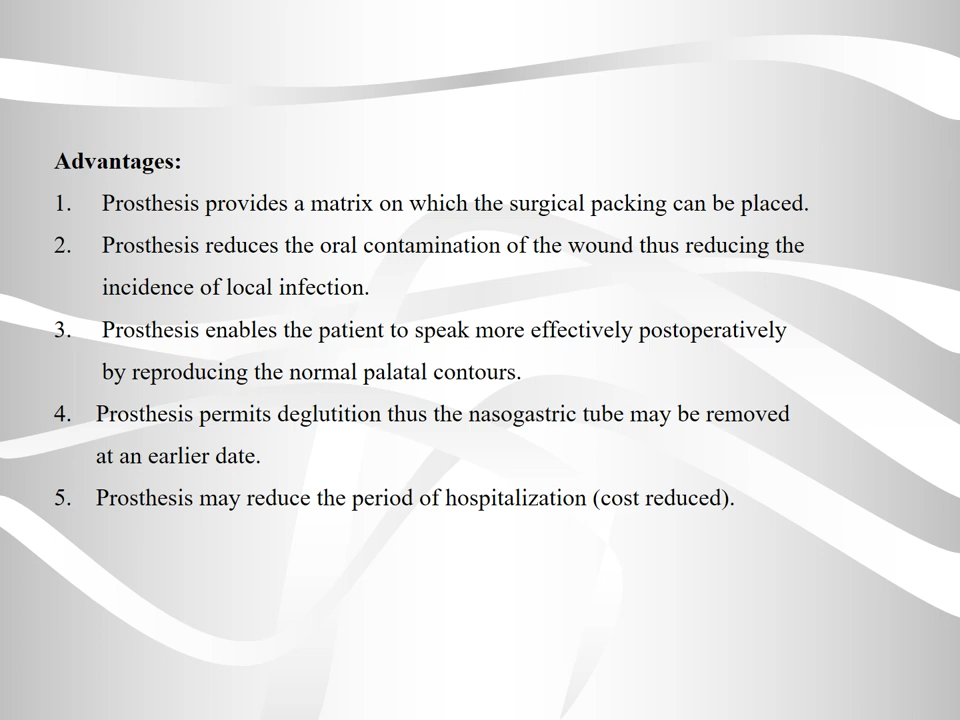 Advantages:
1. Prosthesis provides a matrix on which the surgical packing can be placed.
2. Prosthesis reduces the oral contamination of the wound thus reducing the
incidence of local infection.
3. Prosthesis enables the patient to speak more effectively postoperatively
by reproducing the normal palatal contours.
4. Prosthesis permits deglutition thus the nasogastric tube may be removed
at an earlier date.
5. Prosthesis may reduce the period of hospitalization (cost reduced).